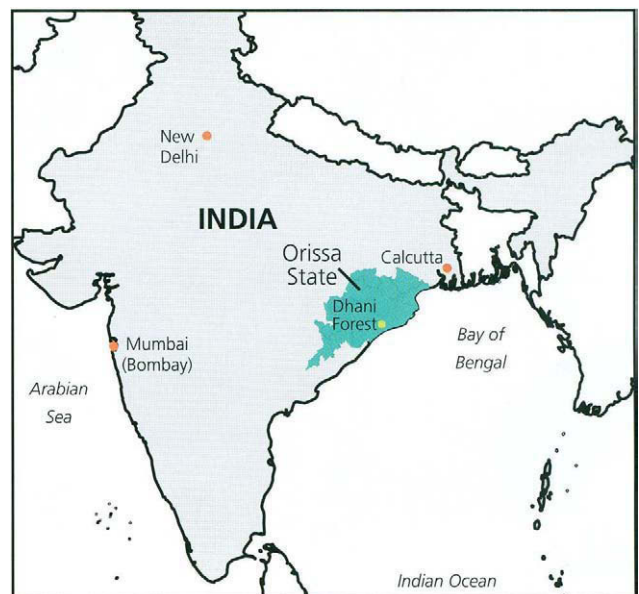 New
Delhi
INDIA
Orissa
State
Calcutta
Dhani
Forest
Mumbai
(Bombay)
Bay of
Bengal
Arabian
Sea
Indian Ocean